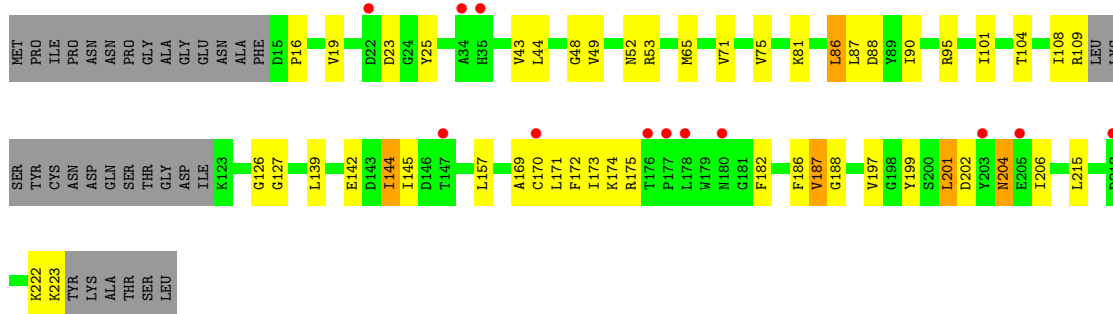 MET PRO ILE PRO ASN ASN PRO GLY ALA GLY GLU ASN ALA PHE D15 P16 V19 D22 D23 G24 Y25 A34 H35 V43 L44 G48 V49 N52 R53 M65 V71 V75 K81 L86 L87 D88 Y89 I90 R95 I101 T104 I108 R109 LEU
SER TYR CYS ASN ASP GLN SER THR GLY ASP ILE K123 G126 G127 L139 E142 D143 I144 I145 D146 T147 L157 A169 C170 L171 F172 I173 K174 R175 T176 P177 L178 W179 N180 G181 F182 F186 V187 G188 V197 G198 Y199 S200 L201 D202 Y203 N204 E205 I206 L215
K222 K223 TYR LYS ALA THR SER LEU